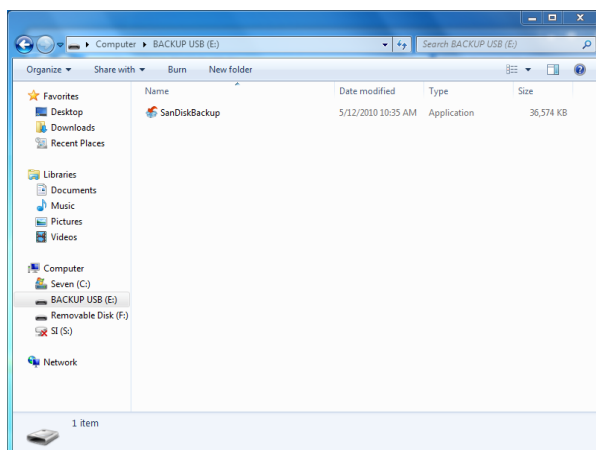 Computer BACKUP USB (E:) Search BACKUP USB (E:)
Organize Share with Burn New folder
Name Date modified Type Size
SanDiskBackup 5/12/2010 10:35 AM Application 36,574 KB
Favorites
Desktop
Downloads
Recent Places
Libraries
Documents
Music
Pictures
Videos
Computer
Seven (C:)
BACKUP USB (E:)
Removable Disk (F:)
SI (S:)
Network
1 item